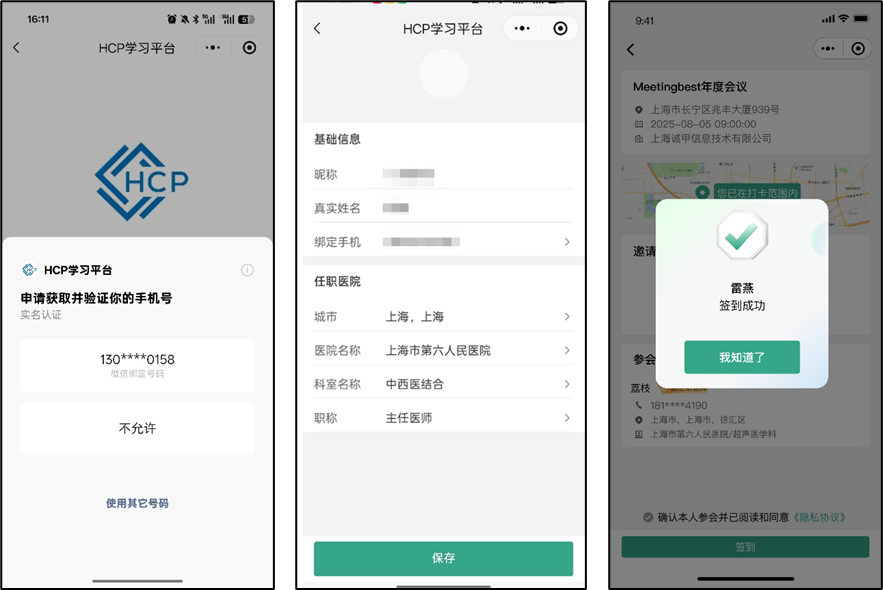 16:11
HCP学习平台
HCP
HCP学习平台
申请获取并验证你的手机号
实名认证
130****0158
微信绑定号码
不允许
使用其它号码
HCP学习平台
基础信息
昵称
真实姓名
绑定手机
任职医院
城市 上海，上海
医院名称 上海市第六人民医院
科室名称 中西医结合
职称 主任医师
保存
9:41
Meetingbest年度会议
上海市长宁区兆丰大厦939号
2025-08-05 09:00:00
上海诚甲信息技术有限公司
您已在打卡范围内
邀请
雷燕
签到成功
我知道了
参会
荔枝
181****4190
上海市，上海市，徐汇区
上海市第六人民医院/超声医学科
确认本人参会并已阅读和同意《隐私协议》
签到